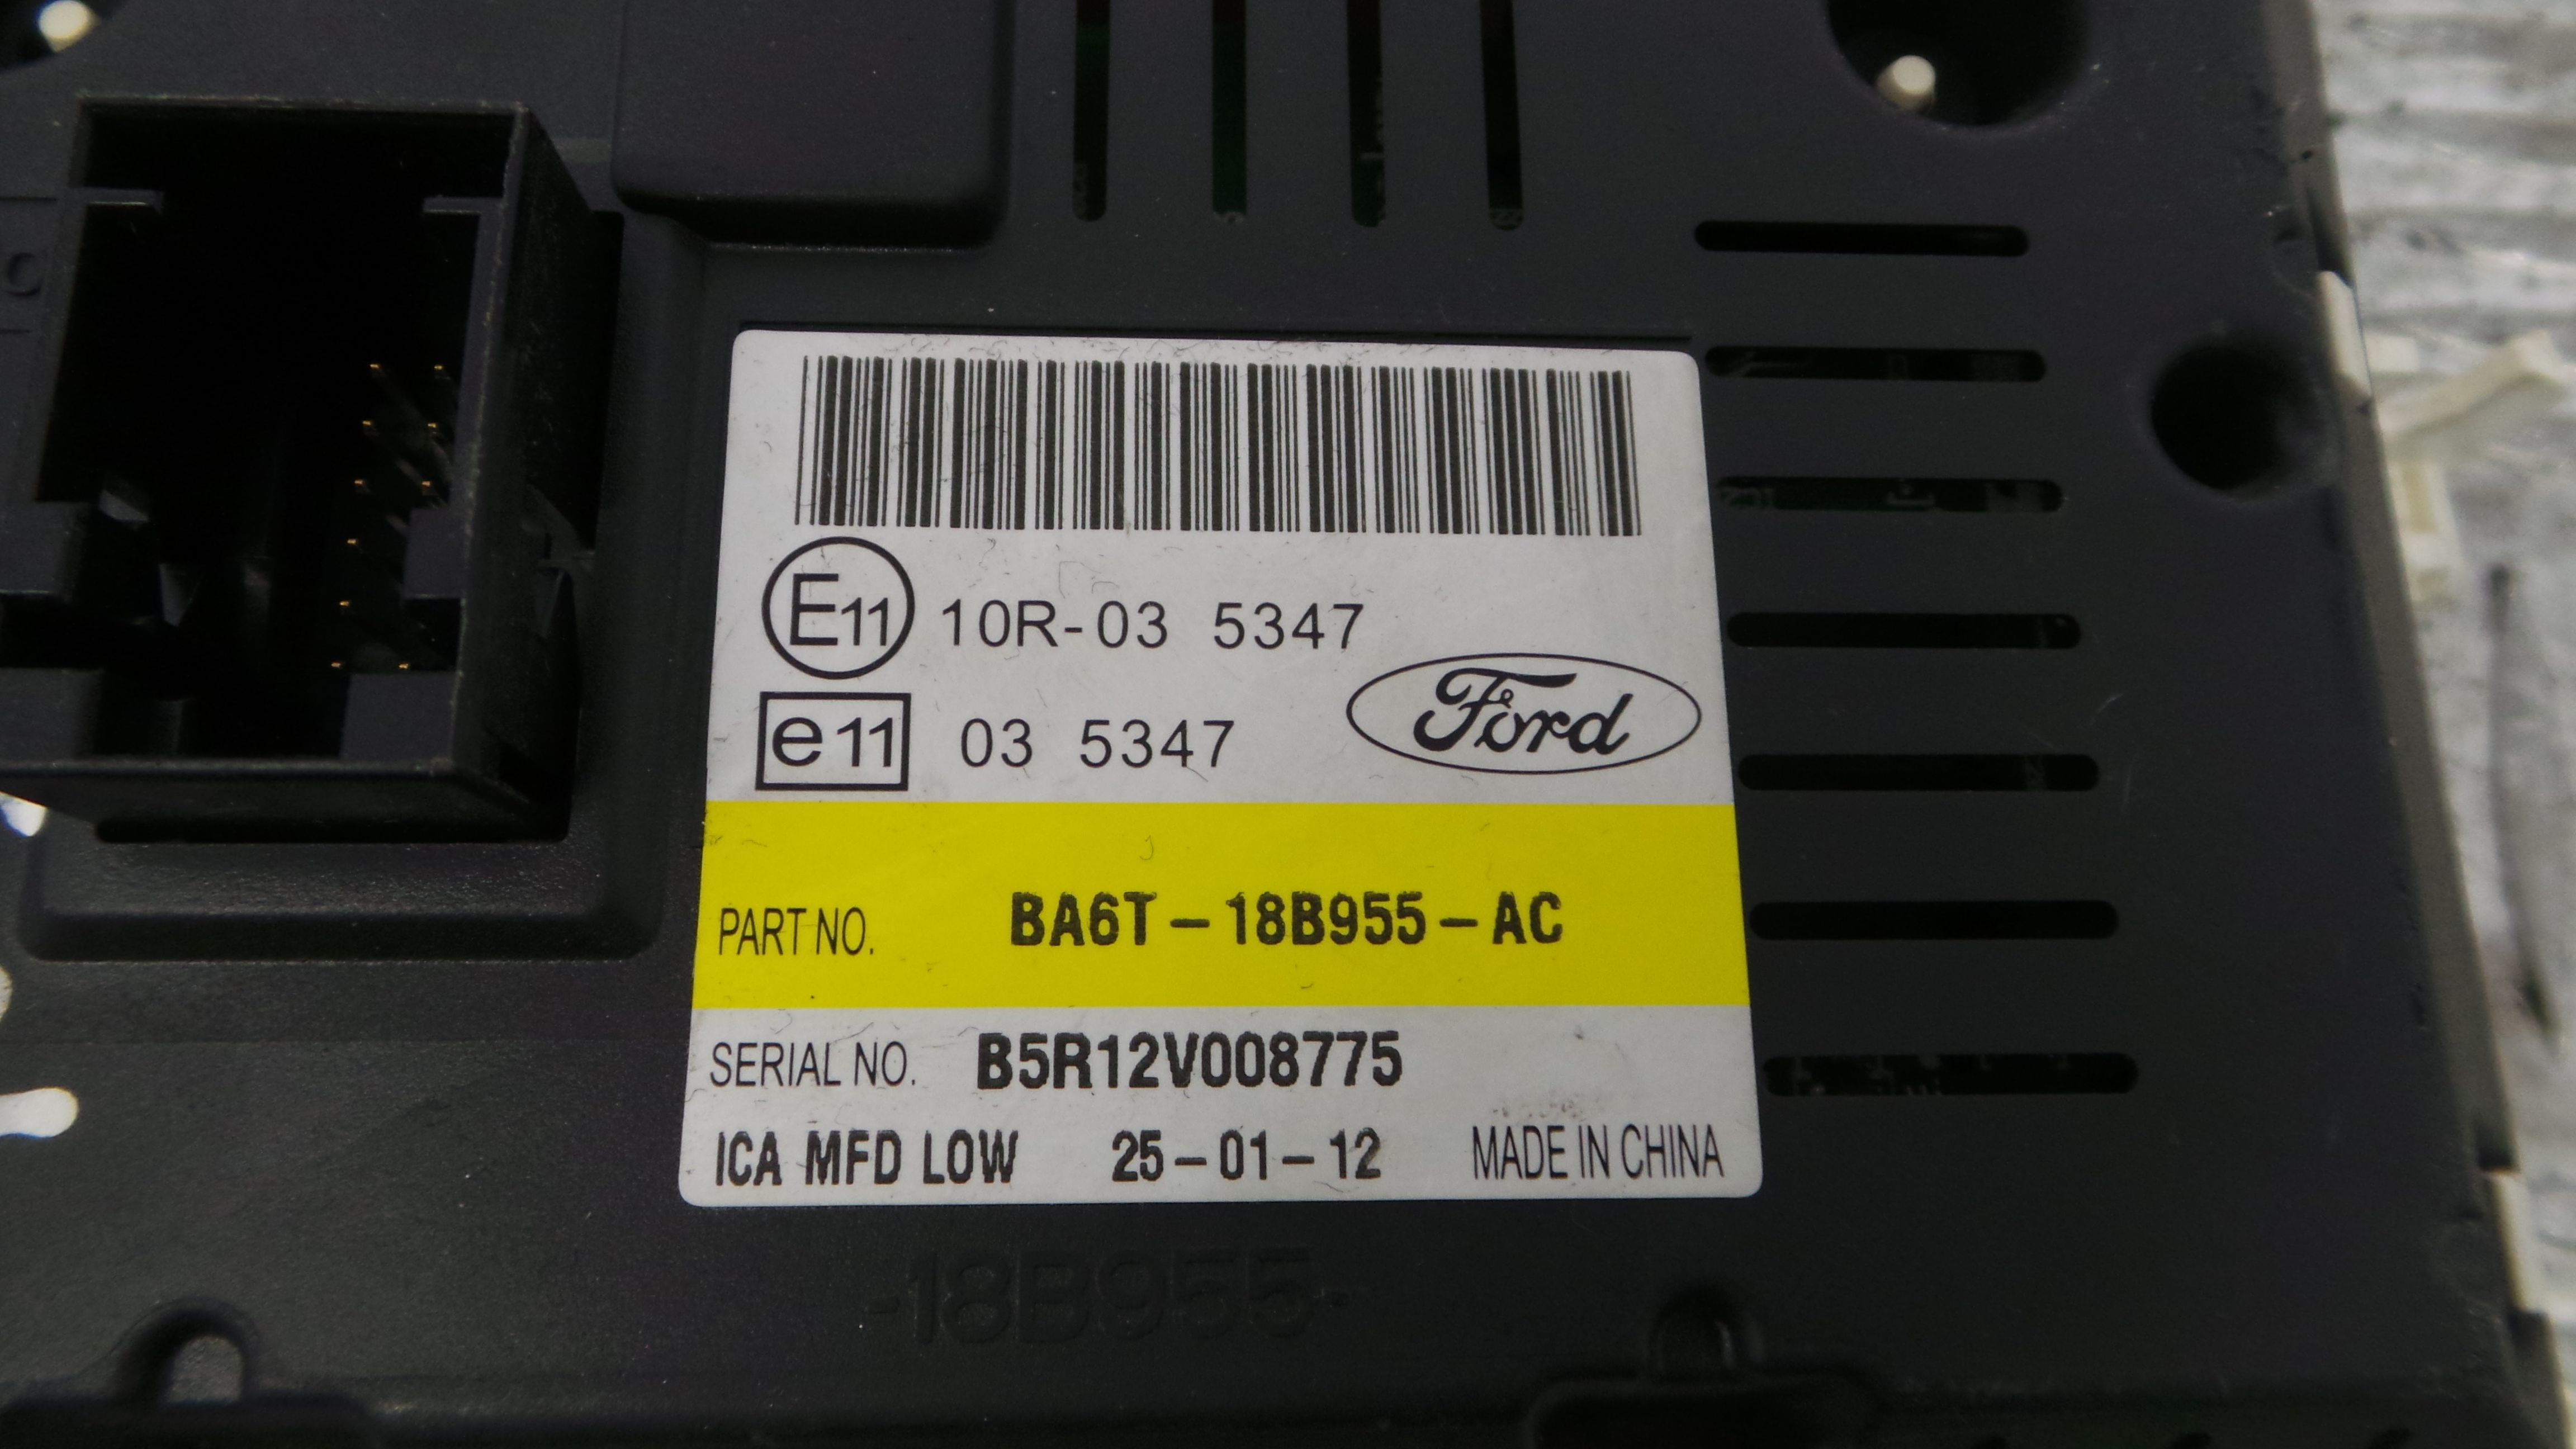 E11 10R-03 5347
Ford
e11 03 5347
PART NO. BA6T-18B955-AC
SERIAL NO. B5R12V008775
ICA MFD LOW 25-01-12 MADE IN CHINA
-18B955-